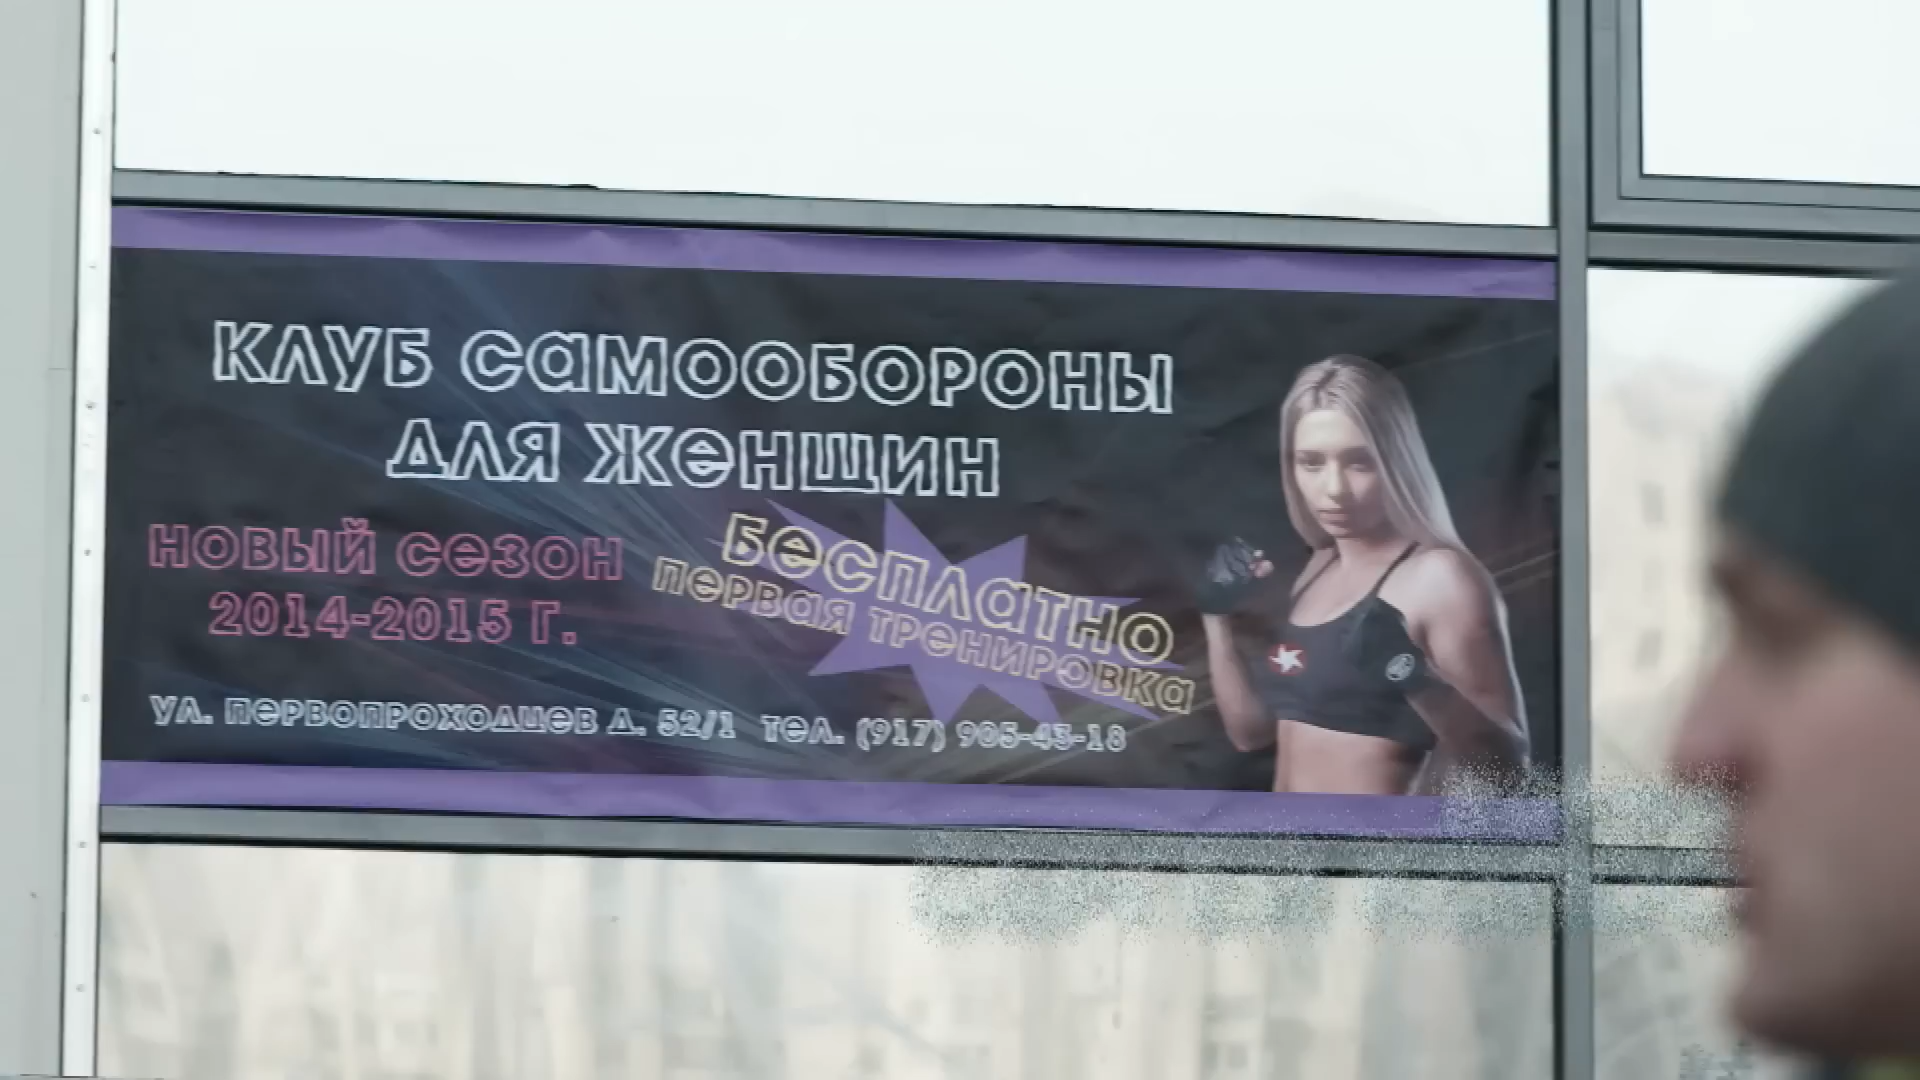 КЛУБ САМООБОРОНЫ
ДЛЯ ЖЕНЩИН
НОВЫЙ СЕЗОН
2014-2015 Г.
БЕСПЛАТНО
ПЕРВАЯ ТРЕНИРОВКА
УЛ. ПЕРВОПРОХОДЦЕВ Д. 52/1 ТЕЛ. (917) 905-43-18